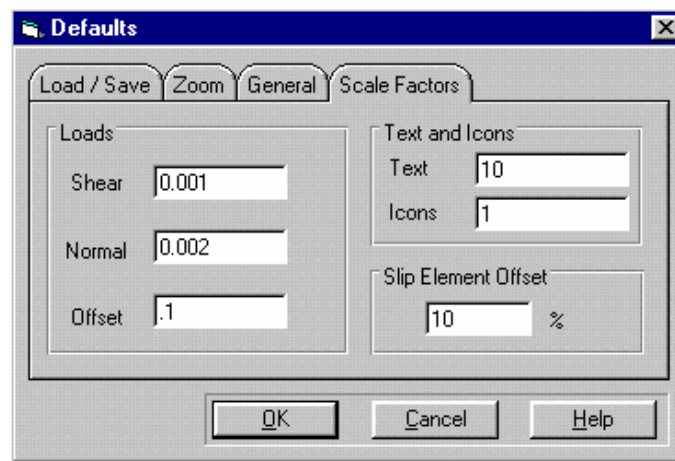 Defaults
Load / Save Zoom General Scale Factors
Loads
Shear 0.001
Normal 0.002
Offset .1
Text and Icons
Text 10
Icons 1
Slip Element Offset
10 %
OK Cancel Help